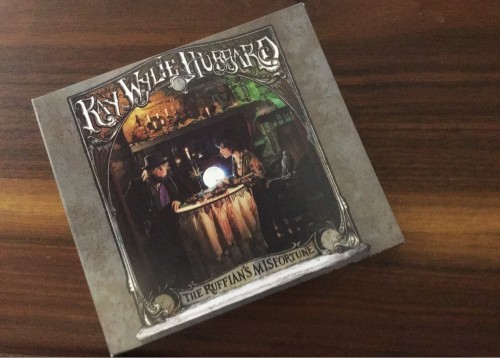 RAY WYLIE HUBBARD
THE RUFFIAN'S MISFORTUNE